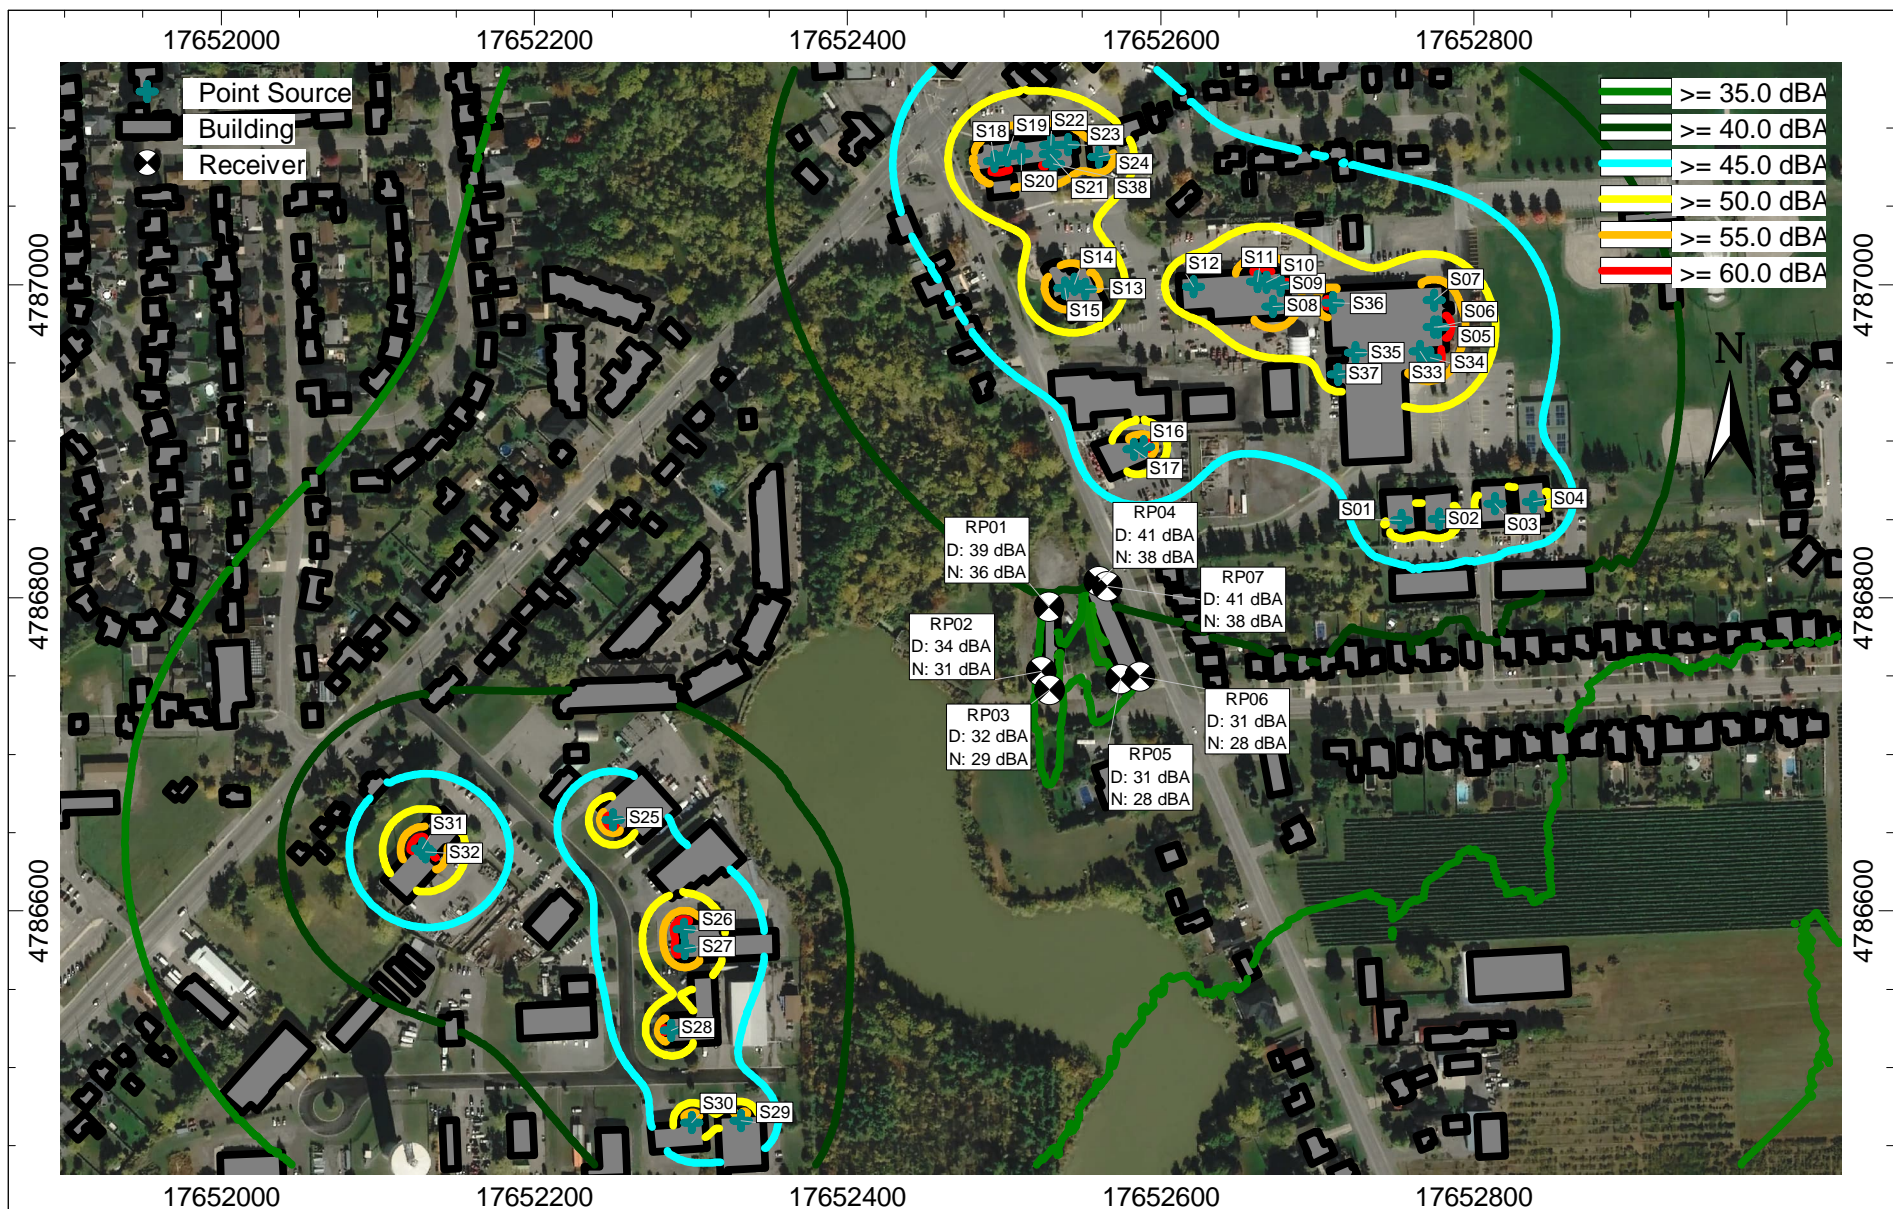 17652000 17652200 17652400 17652600 17652800
Point Source
Building
Receiver
>= 35.0 dBA
>= 40.0 dBA
>= 45.0 dBA
>= 50.0 dBA
>= 55.0 dBA
>= 60.0 dBA
S18
S19
S22
S23
S24
S20
S21
S38
S14
S13
S15
S12
S11
S10
S09
S08
S36
S07
S06
S05
S34
S33
S35
S37
N
S16
S17
S01
S02
S03
S04
RP01
D: 39 dBA
N: 36 dBA
RP04
D: 41 dBA
N: 38 dBA
RP07
D: 41 dBA
N: 38 dBA
RP02
D: 34 dBA
N: 31 dBA
RP06
D: 31 dBA
N: 28 dBA
RP03
D: 32 dBA
N: 29 dBA
RP05
D: 31 dBA
N: 28 dBA
S25
S31
S32
S26
S27
S28
S30
S29
4787000
4786800
4786600
4787000
4786800
4786600
17652000 17652200 17652400 17652600 17652800